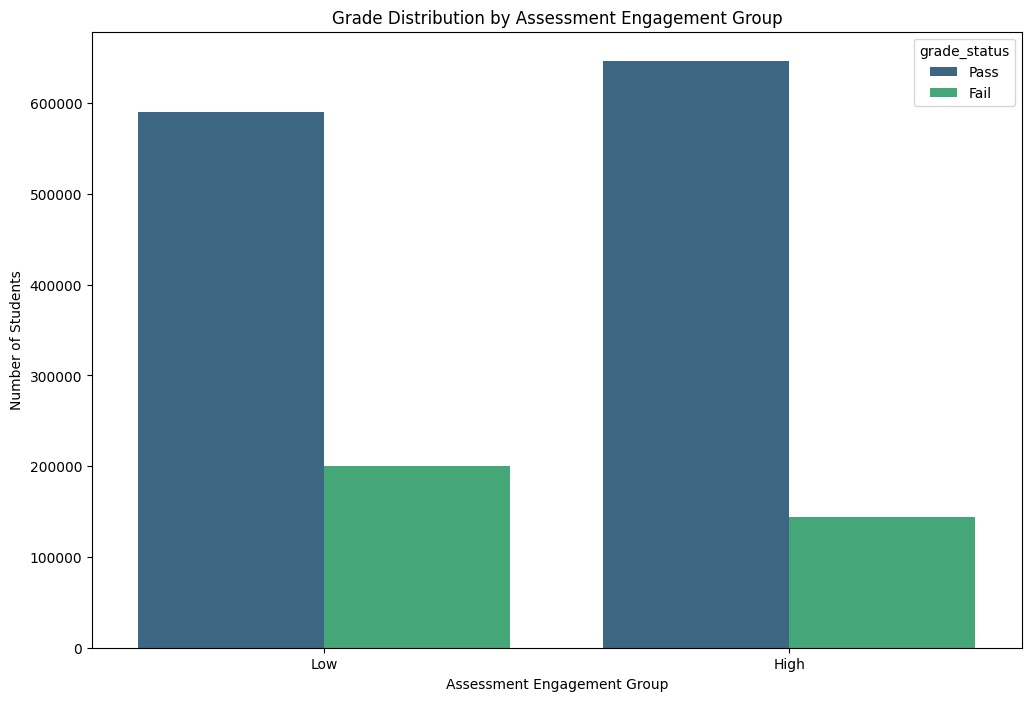 Grade Distribution by Assessment Engagement Group
grade_status
Pass
Fail
Number of Students
600000
500000
400000
300000
200000
100000
0
Low
High
Assessment Engagement Group